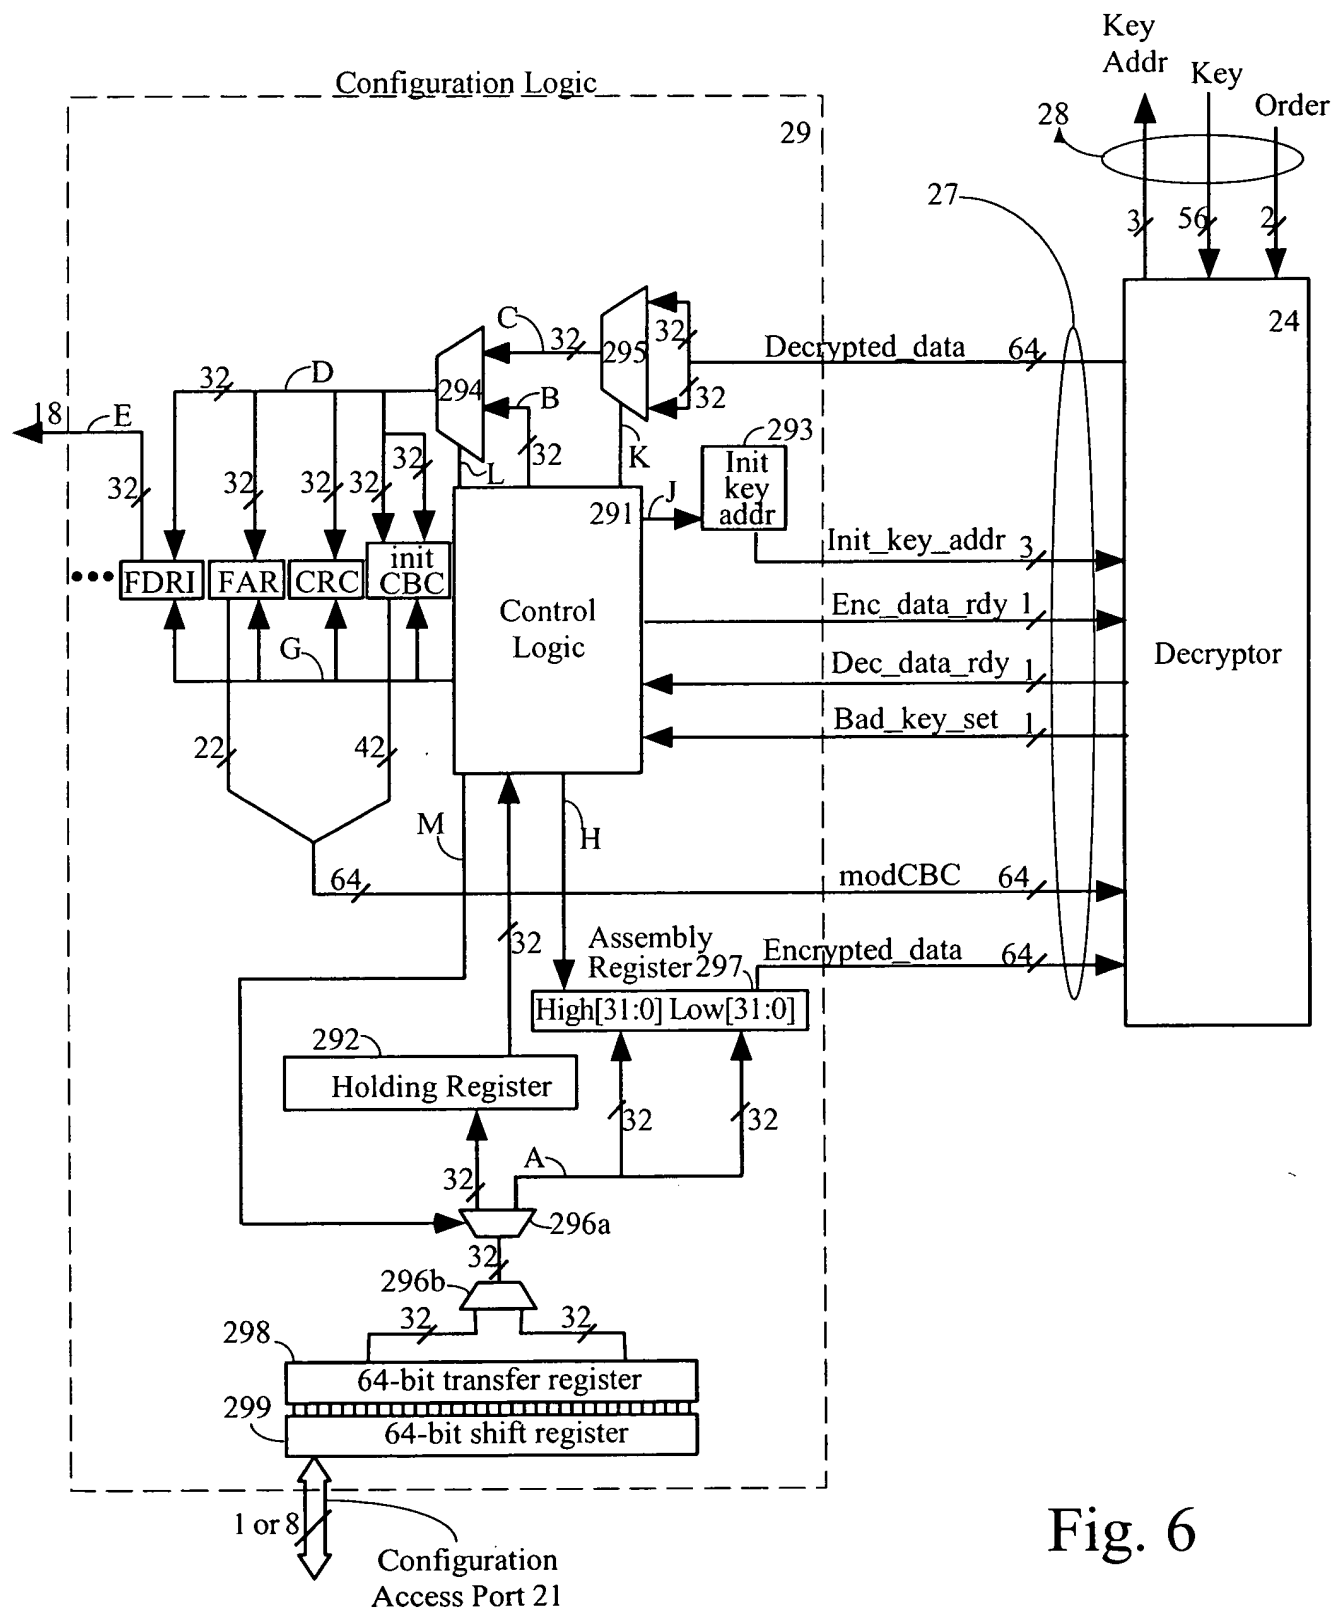 Key
Addr
Key
Order
Configuration Logic
29
28
27
3
56
2
24
C
32
295
32
32
Decrypted_data
64
294
B
32
K
L
32
D
18
E
32
32
32
32
32
293
Init
key
addr
J
291
Init_key_addr
3
Enc_data_rdy
1
Dec_data_rdy
1
Bad_key_set
1
Decryptor
Control
Logic
FDRI
FAR
CRC
init
CBC
G
22
42
M
H
64
modCBC
64
32
Assembly
Register 297
Encrypted_data
64
High[31:0] Low[31:0]
292
Holding Register
32
32
A
32
296a
32
296b
32
32
298
64-bit transfer register
299
64-bit shift register
1 or 8
Configuration
Access Port 21
Fig. 6